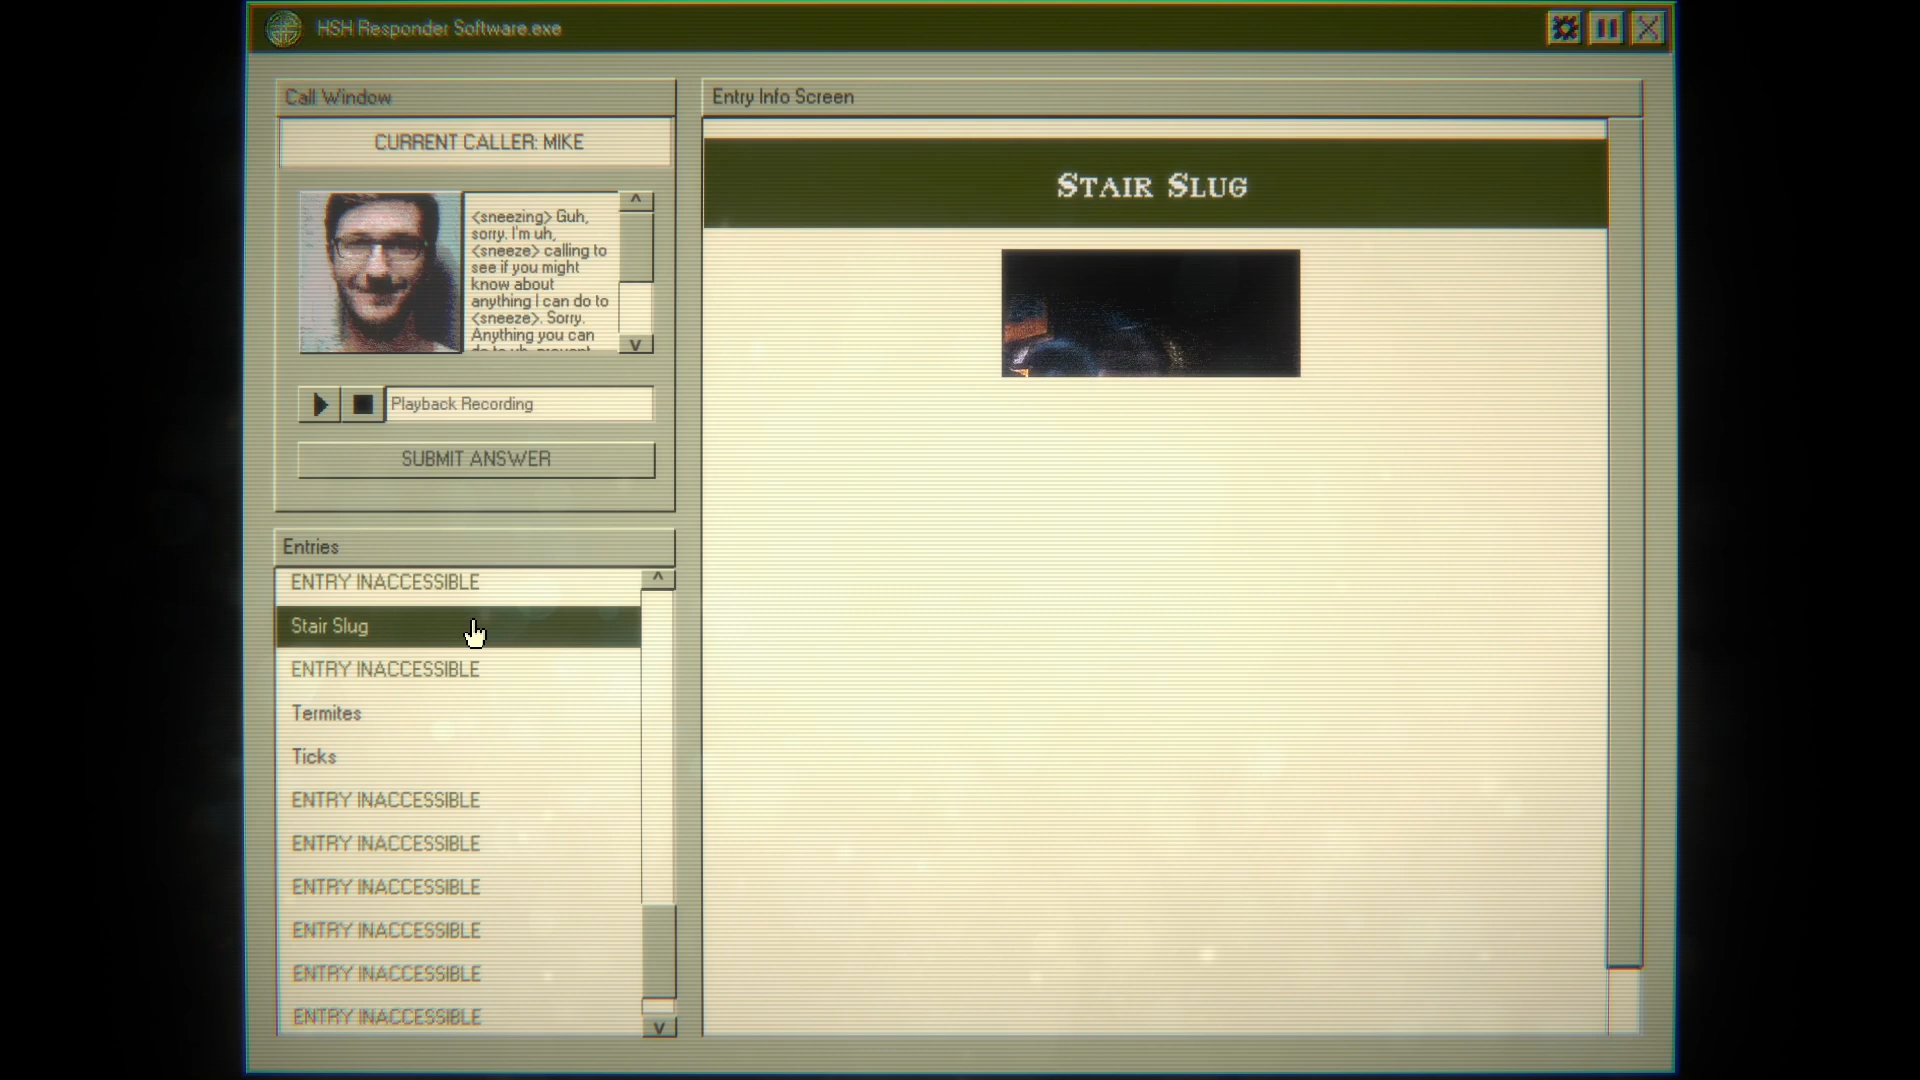 HSH Responder Software.exe
Call Window
CURRENT CALLER: MIKE
<sneezing> Guh,
sorry. I'm uh,
<sneeze> calling to
see if you might
know about
anything I can do to
<sneeze>. Sorry.
Anything you can
Playback Recording
SUBMIT ANSWER
Entries
ENTRY INACCESSIBLE
Stair Slug
ENTRY INACCESSIBLE
Termites
Ticks
ENTRY INACCESSIBLE
ENTRY INACCESSIBLE
ENTRY INACCESSIBLE
ENTRY INACCESSIBLE
ENTRY INACCESSIBLE
ENTRY INACCESSIBLE
Entry Info Screen
Stair Slug